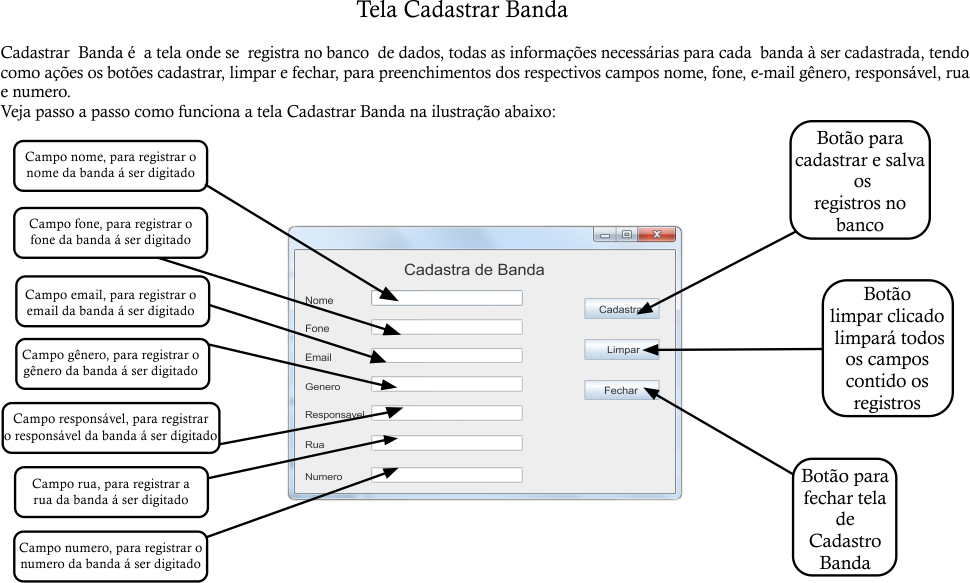 Tela Cadastrar Banda
Cadastrar Banda é a tela onde se registra no banco de dados, todas as informações necessárias para cada banda à ser cadastrada, tendo
como ações os botões cadastrar, limpar e fechar, para preenchimentos dos respectivos campos nome, fone, e-mail gênero, responsável, rua
e numero.
Veja passo a passo como funciona a tela Cadastrar Banda na ilustração abaixo:
Campo nome, para registrar o
nome da banda á ser digitado
Campo fone, para registrar o
fone da banda á ser digitado
Campo email, para registrar o
email da banda á ser digitado
Campo gênero, para registrar o
gênero da banda á ser digitado
Campo responsável, para registrar
o responsável da banda á ser digitado
Campo rua, para registrar a
rua da banda á ser digitado
Campo numero, para registrar o
numero da banda á ser digitado
Cadastra de Banda
Nome
Fone
Email
Genero
Responsavel
Rua
Numero
Cadastra
Limpar
Fechar
Botão para
cadastrar e salva
os
registros no
banco
Botão
limpar clicado
limpará todos
os campos
contido os
registros
Botão para
fechar tela
de
Cadastro
Banda